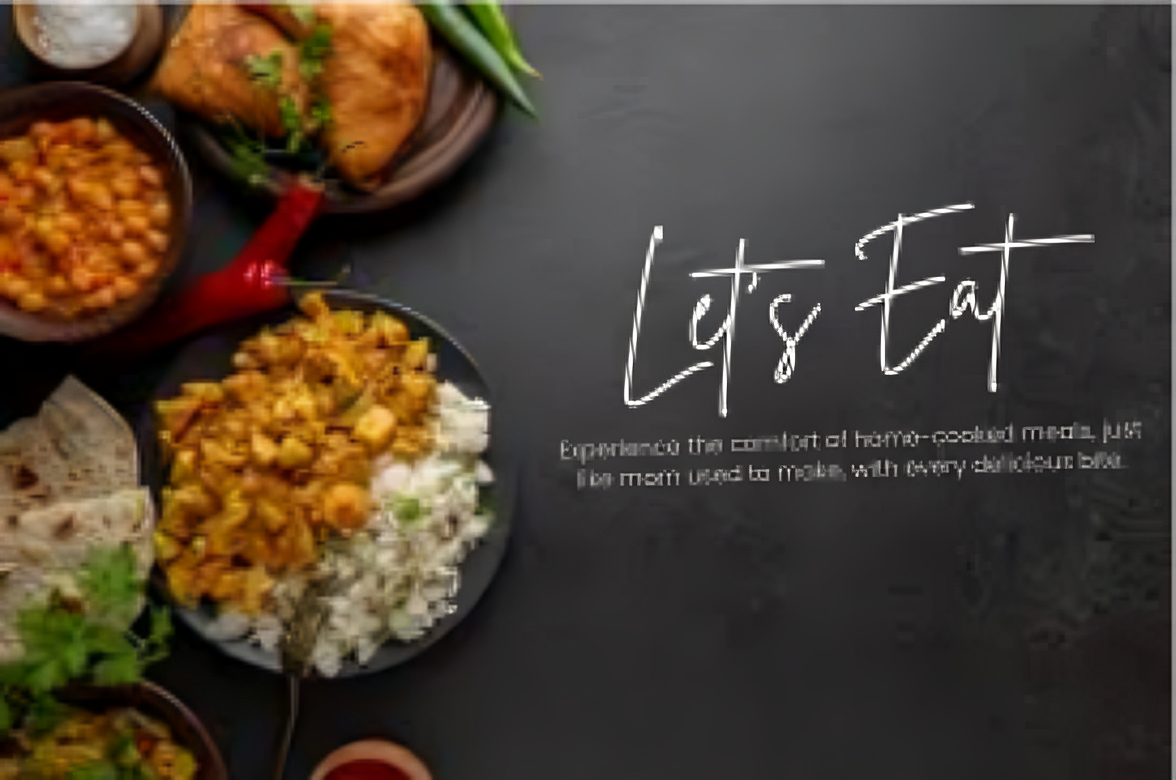 Let's Eat
Experience the comfort of home-cooked meals, just
like mom used to make, with every delicious bite.